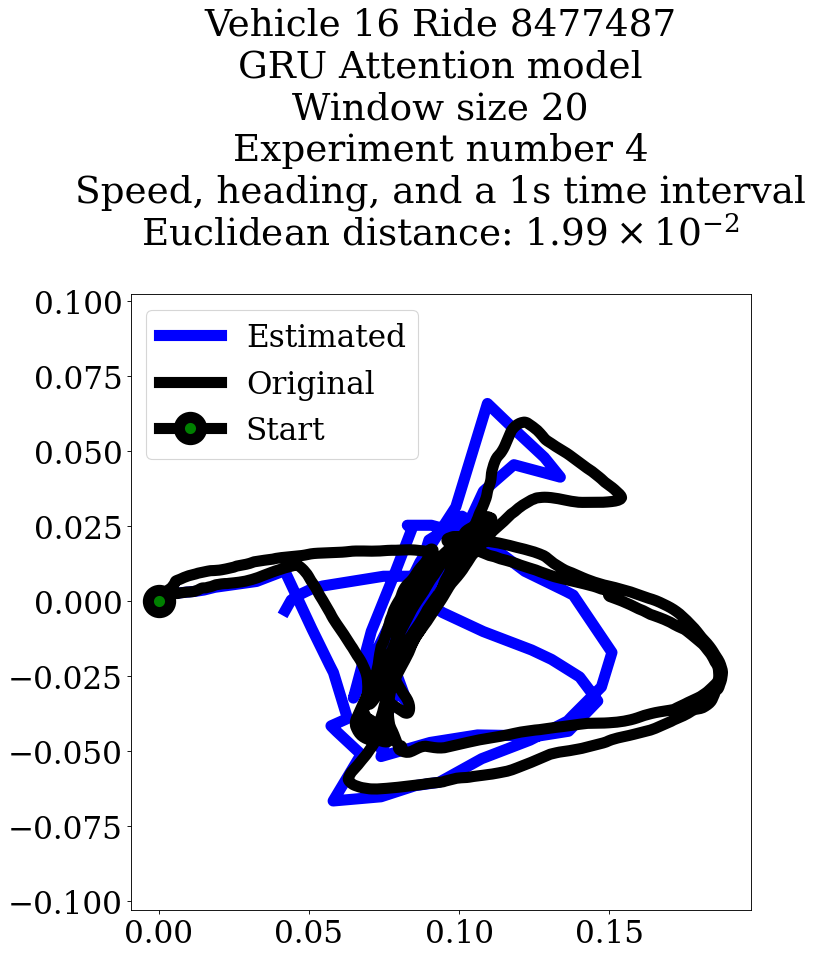 Vehicle 16 Ride 8477487
GRU Attention model
Window size 20
Experiment number 4
Speed, heading, and a 1s time interval
Euclidean distance: 1.99 × 10⁻²
0.100
0.075
0.050
0.025
0.000
−0.025
−0.050
−0.075
−0.100
Estimated
Original
Start
0.00 0.05 0.10 0.15